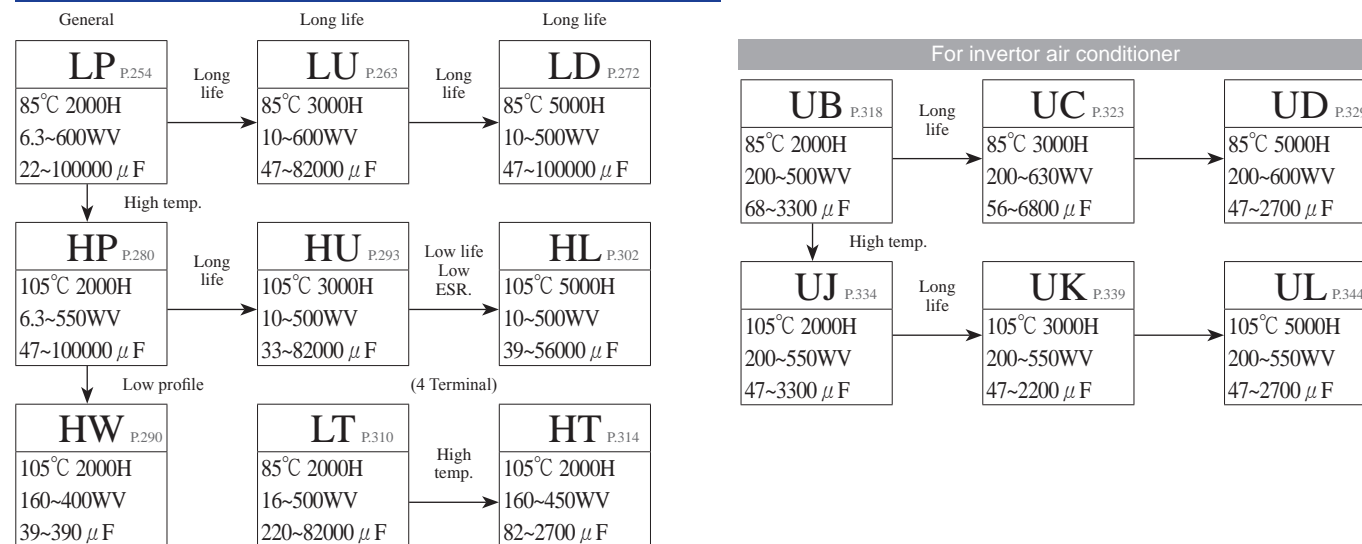 General
Long life
Long life
LP P.254
85℃ 2000H
6.3~600WV
22~100000 μF
Long
life
LU P.263
85℃ 3000H
10~600WV
47~82000 μF
Long
life
LD P.272
85℃ 5000H
10~500WV
47~100000 μF
High temp.
HP P.280
105℃ 2000H
6.3~550WV
47~100000 μF
Long
life
HU P.293
105℃ 3000H
10~500WV
33~82000 μF
Low life
Low
ESR.
HL P.302
105℃ 5000H
10~500WV
39~56000 μF
Low profile
(4 Terminal)
HW P.290
105℃ 2000H
160~400WV
39~390 μF
LT P.310
85℃ 2000H
16~500WV
220~82000 μF
High
temp.
HT P.314
105℃ 2000H
160~450WV
82~2700 μF
For invertor air conditioner
UB P.318
85℃ 2000H
200~500WV
68~3300 μF
Long
life
UC P.323
85℃ 3000H
200~630WV
56~6800 μF
UD P.329
85℃ 5000H
200~600WV
47~2700 μF
High temp.
UJ P.334
105℃ 2000H
200~550WV
47~3300 μF
Long
life
UK P.339
105℃ 3000H
200~550WV
47~2200 μF
UL P.344
105℃ 5000H
200~550WV
47~2700 μF